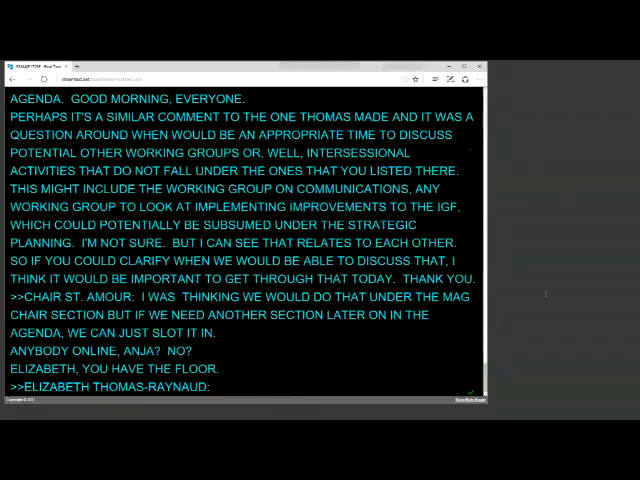 streamtext.net
AGENDA.  GOOD MORNING, EVERYONE.
PERHAPS IT'S A SIMILAR COMMENT TO THE ONE THOMAS MADE AND IT WAS A
QUESTION AROUND WHEN WOULD BE AN APPROPRIATE TIME TO DISCUSS
POTENTIAL OTHER WORKING GROUPS OR, WELL, INTERSESSIONAL
ACTIVITIES THAT DO NOT FALL UNDER THE ONES THAT YOU LISTED THERE.
THIS MIGHT INCLUDE THE WORKING GROUP ON COMMUNICATIONS, ANY
WORKING GROUP TO LOOK AT IMPLEMENTING IMPROVEMENTS TO THE IGF,
WHICH COULD POTENTIALLY BE SUBSUMED UNDER THE STRATEGIC
PLANNING.  I'M NOT SURE.  BUT I CAN SEE THAT RELATES TO EACH OTHER.
SO IF YOU COULD CLARIFY WHEN WE WOULD BE ABLE TO DISCUSS THAT, I
THINK IT WOULD BE IMPORTANT TO GET THROUGH THAT TODAY.  THANK YOU.
>>CHAIR ST. AMOUR:  I WAS  THINKING WE WOULD DO THAT UNDER THE MAG
CHAIR SECTION BUT IF WE NEED ANOTHER SECTION LATER ON IN THE
AGENDA, WE CAN JUST SLOT IT IN.
ANYBODY ONLINE, ANJA?  NO?
ELIZABETH, YOU HAVE THE FLOOR.
>>ELIZABETH THOMAS-RAYNAUD: